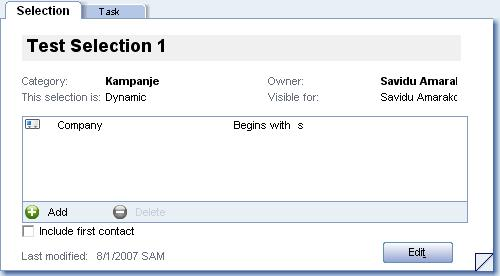 Selection Task
Test Selection 1
Category: Kampanje Owner: Savidu Amaral
This selection is: Dynamic Visible for: Savidu Amarakc
Company Begins with s
Add Delete
Include first contact
Last modified: 8/1/2007 SAM Edit